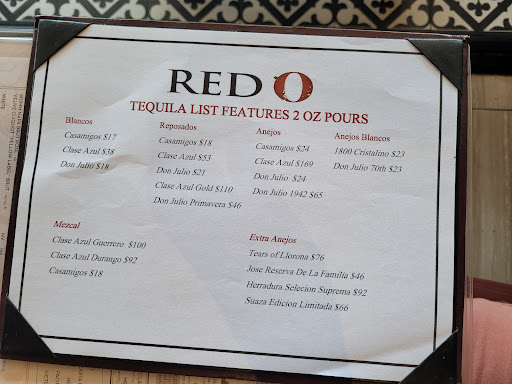 RED O
TEQUILA LIST FEATURES 2 OZ POURS
Blancos
Casamigos $17
Clase Azul $38
Don Julio $18
Reposados
Casamigos $18
Clase Azul $53
Don Julio $21
Clase Azul Gold $110
Don Julio Primavera $46
Anejos
Casamigos $24
Clase Azul $169
Don Julio $24
Don Julio 1942 $65
Anejos Blancos
1800 Cristalino $23
Don Julio 70th $23
Mezcal
Clase Azul Guerrero $100
Clase Azul Durango $92
Casamigos $18
Extra Anejos
Tears of Llorona $76
Jose Reserva De La Familia $46
Herradura Selecion Suprema $92
Suaza Edicion Limitada $66
WHITE